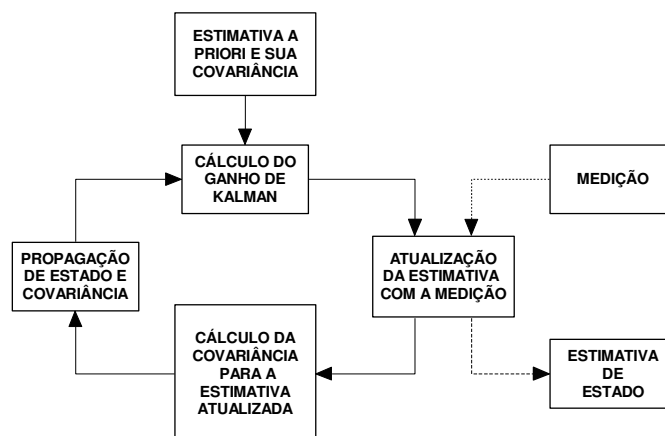 ESTIMATIVA A
PRIORI E SUA
COVARIÂNCIA
CÁLCULO DO
GANHO DE
KALMAN
MEDIÇÃO
PROPAGAÇÃO
DE ESTADO E
COVARIÂNCIA
ATUALIZAÇÃO
DA ESTIMATIVA
COM A MEDIÇÃO
CÁLCULO DA
COVARIÂNCIA
PARA A
ESTIMATIVA
ATUALIZADA
ESTIMATIVA
DE
ESTADO